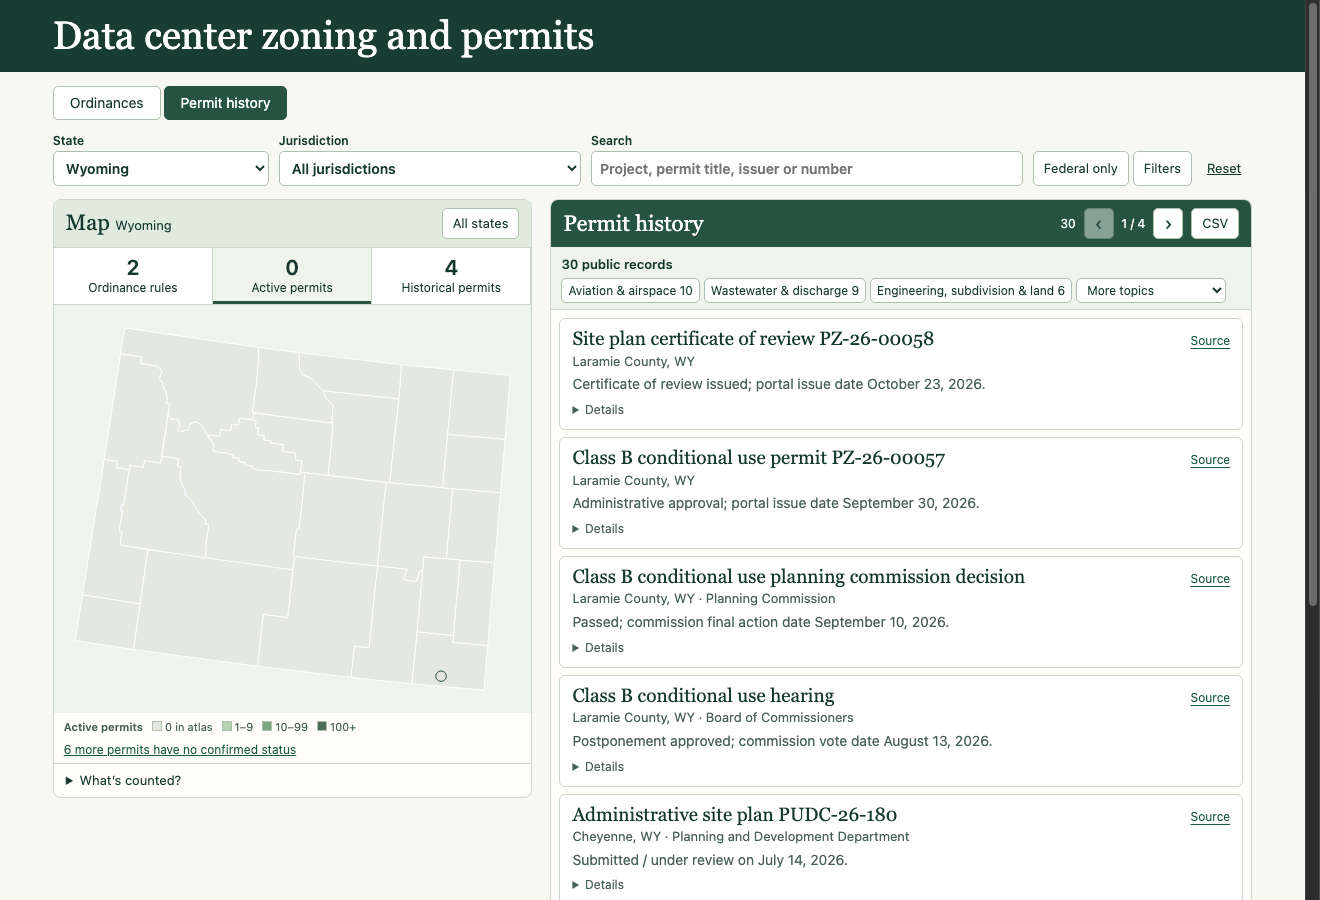 Data center zoning and permits
Ordinances
Permit history
State
Jurisdiction
Search
Wyoming
All jurisdictions
Project, permit title, issuer or number
Federal only
Filters
Reset
Map Wyoming
All states
2
Ordinance rules
0
Active permits
4
Historical permits
Active permits 0 in atlas 1–9 10–99 100+
6 more permits have no confirmed status
What's counted?
Permit history
30
1 / 4
CSV
30 public records
Aviation & airspace 10
Wastewater & discharge 9
Engineering, subdivision & land 6
More topics
Site plan certificate of review PZ-26-00058
Source
Laramie County, WY
Certificate of review issued; portal issue date October 23, 2026.
Details
Class B conditional use permit PZ-26-00057
Source
Laramie County, WY
Administrative approval; portal issue date September 30, 2026.
Details
Class B conditional use planning commission decision
Source
Laramie County, WY · Planning Commission
Passed; commission final action date September 10, 2026.
Details
Class B conditional use hearing
Source
Laramie County, WY · Board of Commissioners
Postponement approved; commission vote date August 13, 2026.
Details
Administrative site plan PUDC-26-180
Source
Cheyenne, WY · Planning and Development Department
Submitted / under review on July 14, 2026.
Details